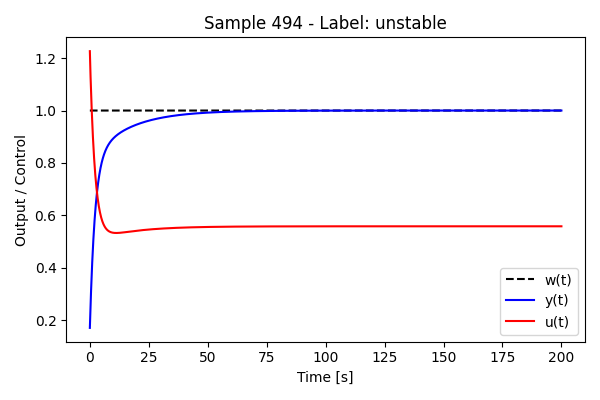 Sample 494 - Label: unstable
Output / Control
1.2
1.0
0.8
0.6
0.4
0.2
w(t)
y(t)
u(t)
0 25 50 75 100 125 150 175 200
Time [s]